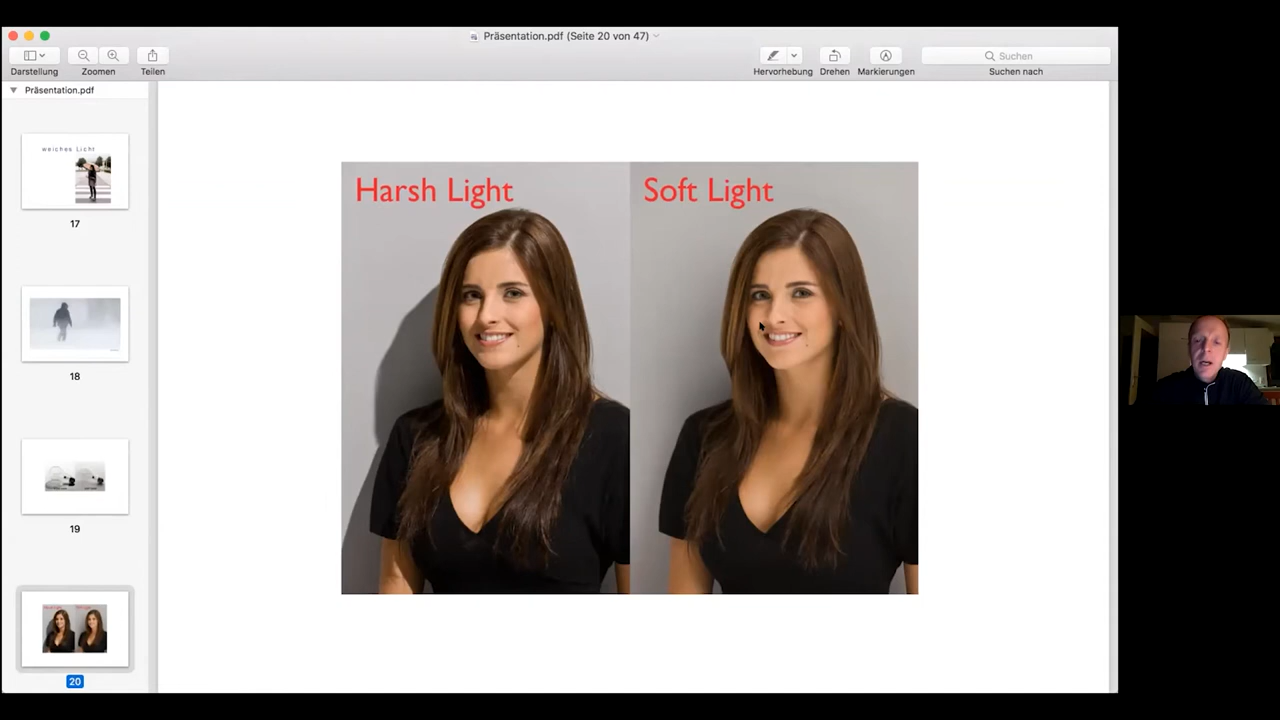 Präsentation.pdf (Seite 20 von 47)
Darstellung
Zoomen
Teilen
Hervorhebung
Drehen
Markierungen
Suchen
Suchen nach
Präsentation.pdf
weiches Licht
17
18
19
20
Harsh Light
Soft Light